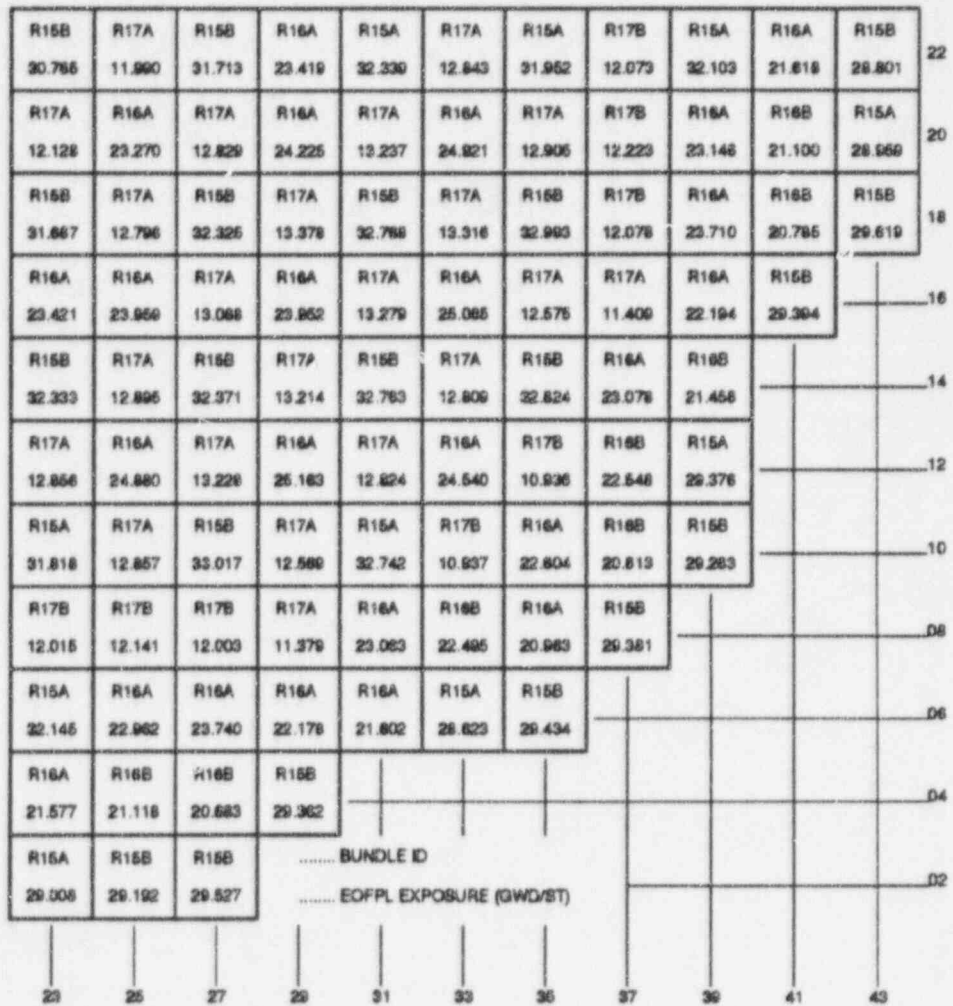 R15B R17A R15B R16A R15A R17A R15A R17B R15A R16A R15B 22
30.765 11.990 31.713 23.419 32.339 12.843 31.952 12.073 32.103 21.618 28.801
R17A R16A R17A R16A R17A R16A R17A R17B R16A R16B R15A 20
12.128 23.270 12.829 24.225 13.237 24.921 12.905 12.223 23.146 21.100 28.959
R15B R17A R15B R17A R15B R17A R15B R17B R16A R16B R15B 18
31.667 12.796 32.325 13.378 32.788 13.316 32.993 12.078 23.710 20.785 29.619
R16A R16A R17A R16A R17A R16A R17A R17A R16A R15B 16
23.421 23.959 13.088 23.952 13.279 25.065 12.575 11.409 22.194 29.394
R15B R17A R15B R17A R15B R17A R15B R16A R16B 14
32.333 12.895 32.371 13.214 32.763 12.809 32.824 23.078 21.458
R17A R16A R17A R16A R17A R16A R17B R16B R15A 12
12.856 24.880 13.228 25.163 12.824 24.540 10.936 22.548 29.376
R15A R17A R15B R17A R15A R17B R16A R16B R15B 10
31.818 12.857 33.017 12.569 32.742 10.937 22.604 20.813 29.263
R17B R17B R17B R17A R16A R16B R16A R15B 08
12.015 12.141 12.003 11.379 23.063 22.495 20.963 29.381
R15A R16A R16A R16A R16A R15A R15B 06
32.145 22.962 23.740 22.178 21.802 28.823 29.434
R16A R16B R16B R15B 04
21.577 21.118 20.683 29.362
R15A R15B R15B ........ BUNDLE ID
29.008 29.192 29.527 ........ EOFPL EXPOSURE (GWD/ST) 02
23 25 27 29 31 33 35 37 39 41 43